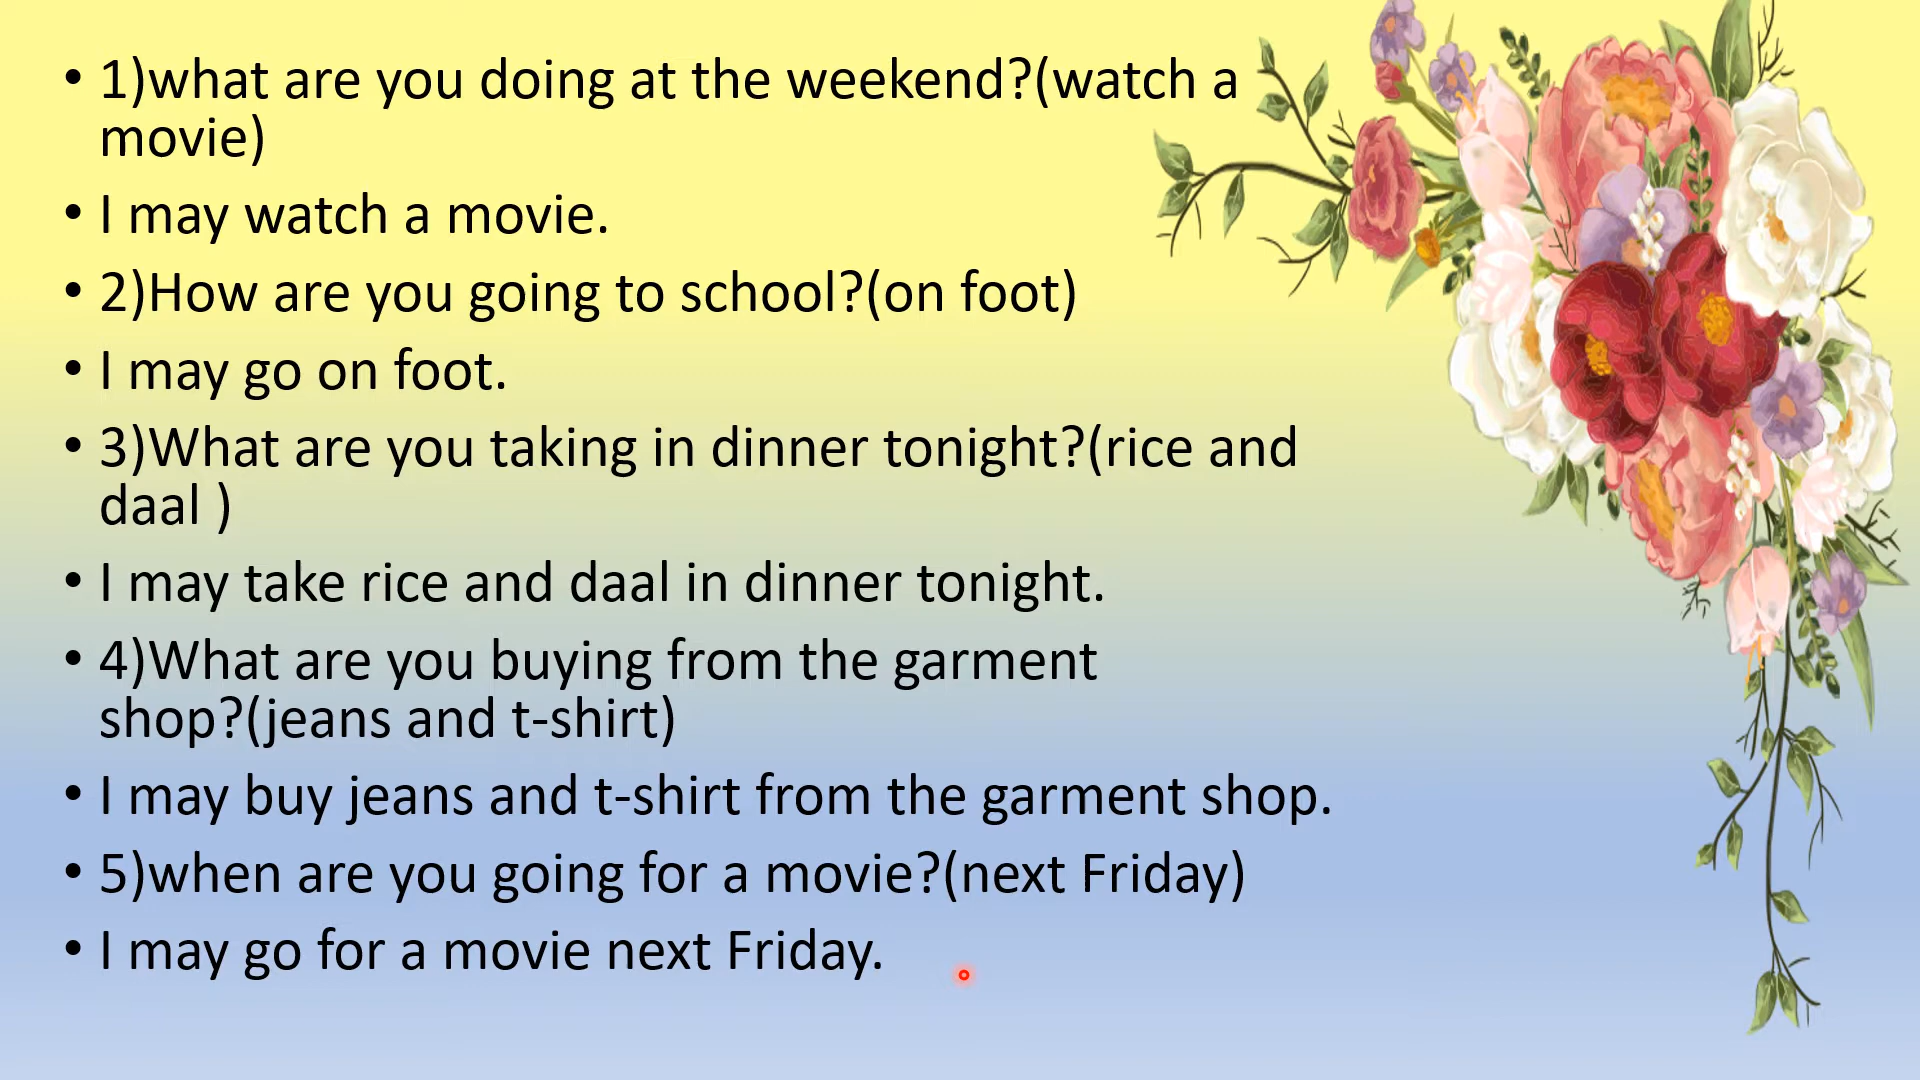 • 1)what are you doing at the weekend?(watch a
movie)
• I may watch a movie.
• 2)How are you going to school?(on foot)
• I may go on foot.
• 3)What are you taking in dinner tonight?(rice and
daal )
• I may take rice and daal in dinner tonight.
• 4)What are you buying from the garment
shop?(jeans and t-shirt)
• I may buy jeans and t-shirt from the garment shop.
• 5)when are you going for a movie?(next Friday)
• I may go for a movie next Friday.